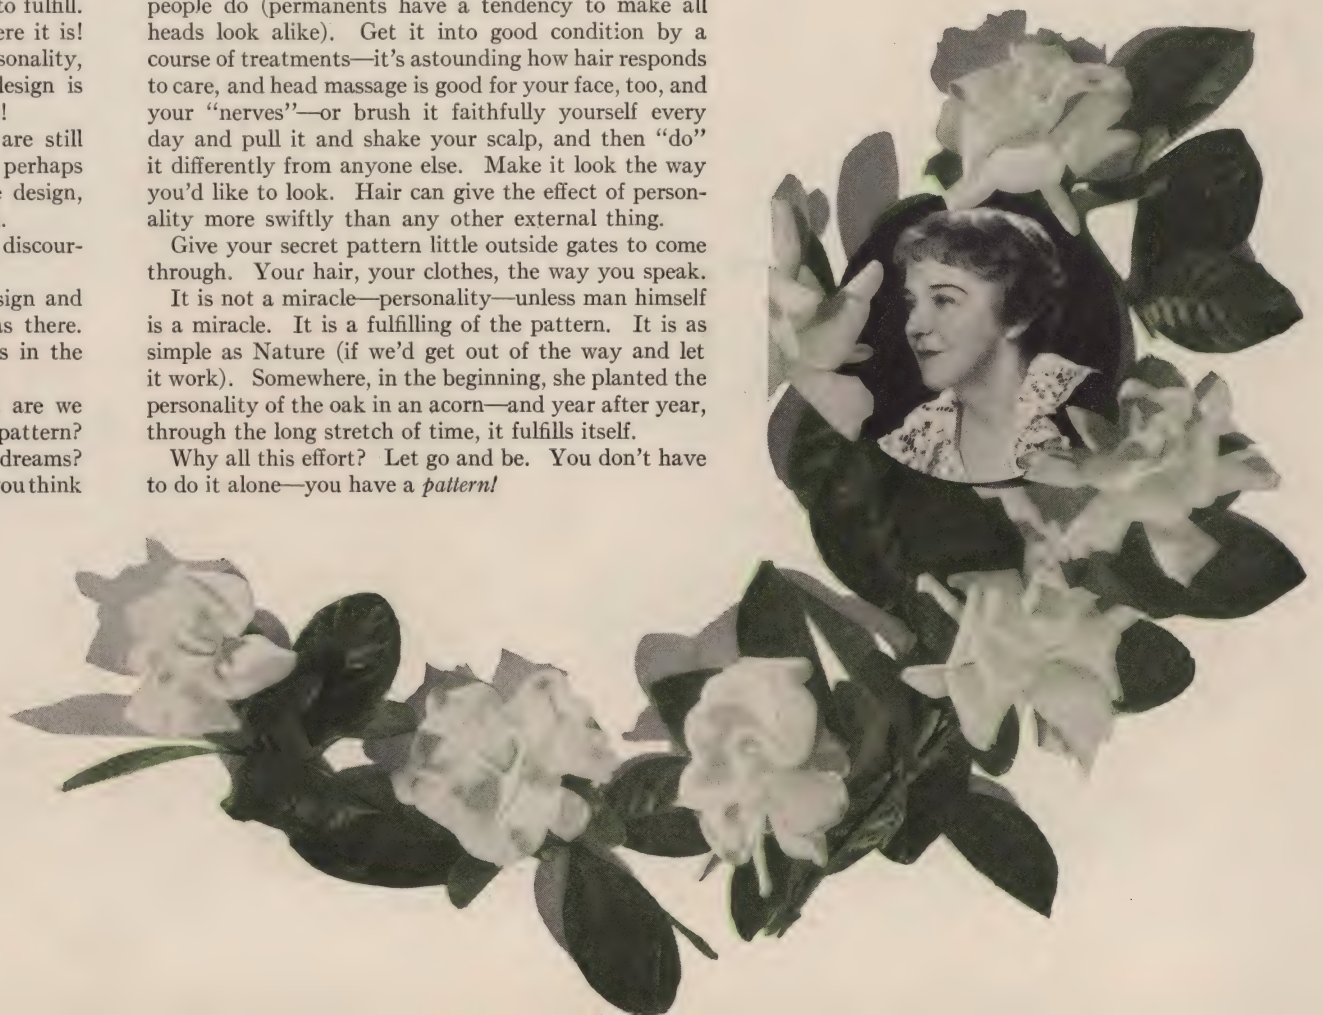 to fulfill.
ere it is!
sonality,
design is
!
are still
perhaps
design,
.
discour-
sign and
as there.
s in the
are we
pattern?
dreams?
ou think
people do (permanents have a tendency to make all
heads look alike). Get it into good condition by a
course of treatments—it's astounding how hair responds
to care, and head massage is good for your face, too, and
your “nerves”—or brush it faithfully yourself every
day and pull it and shake your scalp, and then “do”
it differently from anyone else. Make it look the way
you'd like to look. Hair can give the effect of person-
ality more swiftly than any other external thing.
Give your secret pattern little outside gates to come
through. Your hair, your clothes, the way you speak.
It is not a miracle—personality—unless man himself
is a miracle. It is a fulfilling of the pattern. It is as
simple as Nature (if we'd get out of the way and let
it work). Somewhere, in the beginning, she planted the
personality of the oak in an acorn—and year after year,
through the long stretch of time, it fulfills itself.
Why all this effort? Let go and be. You don't have
to do it alone—you have a pattern!